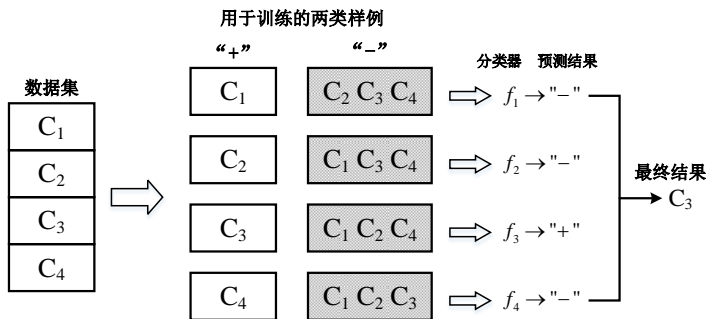 用于训练的两类样例
“+” “−”
分类器 预测结果
数据集
C₁ C₂ C₃ C₄ f₁ → "−"
C₁
C₂ C₁ C₃ C₄ f₂ → "−"
C₂
最终结果
C₃
C₃
C₃ C₁ C₂ C₄ f₃ → "+"
C₄
C₄ C₁ C₂ C₃ f₄ → "−"